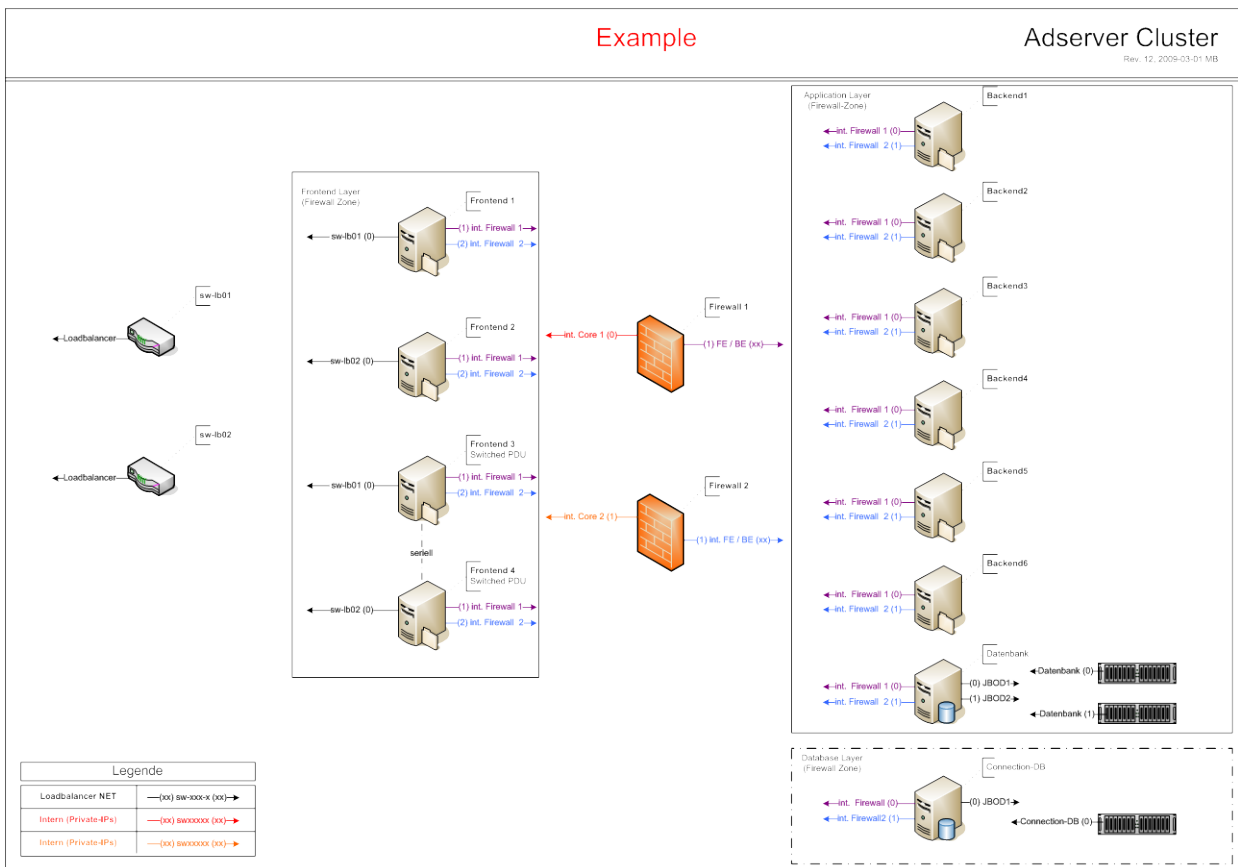 Example
Adserver Cluster
Rev. 12, 2009-03-01 MB
sw-lb01
Loadbalancer
sw-lb02
Loadbalancer
Frontend Layer
(Firewall Zone)
Frontend 1
sw-lb01 (0)
(1) int. Firewall 1
(2) int. Firewall 2
Frontend 2
sw-lb02 (0)
(1) int. Firewall 1
(2) int. Firewall 2
Frontend 3
Switched PDU
sw-lb01 (0)
(1) int. Firewall 1
(2) int. Firewall 2
seriell
Frontend 4
Switched PDU
sw-lb02 (0)
(1) int. Firewall 1
(2) int. Firewall 2
Firewall 1
int. Core 1 (0)
(1) FE / BE (xx)
Firewall 2
int. Core 2 (1)
(1) int. FE / BE (xx)
Application Layer
(Firewall-Zone)
Backend1
int. Firewall 1 (0)
int. Firewall 2 (1)
Backend2
int. Firewall 1 (0)
int. Firewall 2 (1)
Backend3
int. Firewall 1 (0)
int. Firewall 2 (1)
Backend4
int. Firewall 1 (0)
int. Firewall 2 (1)
Backend5
int. Firewall 1 (0)
int. Firewall 2 (1)
Backend6
int. Firewall 1 (0)
int. Firewall 2 (1)
Datenbank
int. Firewall 1 (0)
int. Firewall 2 (1)
(0) JBOD1
(1) JBOD2
Datenbank (0)
Datenbank (1)
Database Layer
(Firewall Zone)
Connection-DB
int. Firewall (0)
int. Firewall2 (1)
(0) JBOD1
Connection-DB (0)
Legende
Loadbalancer NET
(xx) sw-xxx-x (xx)
Intern (Private-IPs)
(xx) swxxxxx (xx)
Intern (Private-IPs)
(xx) swxxxxx (xx)